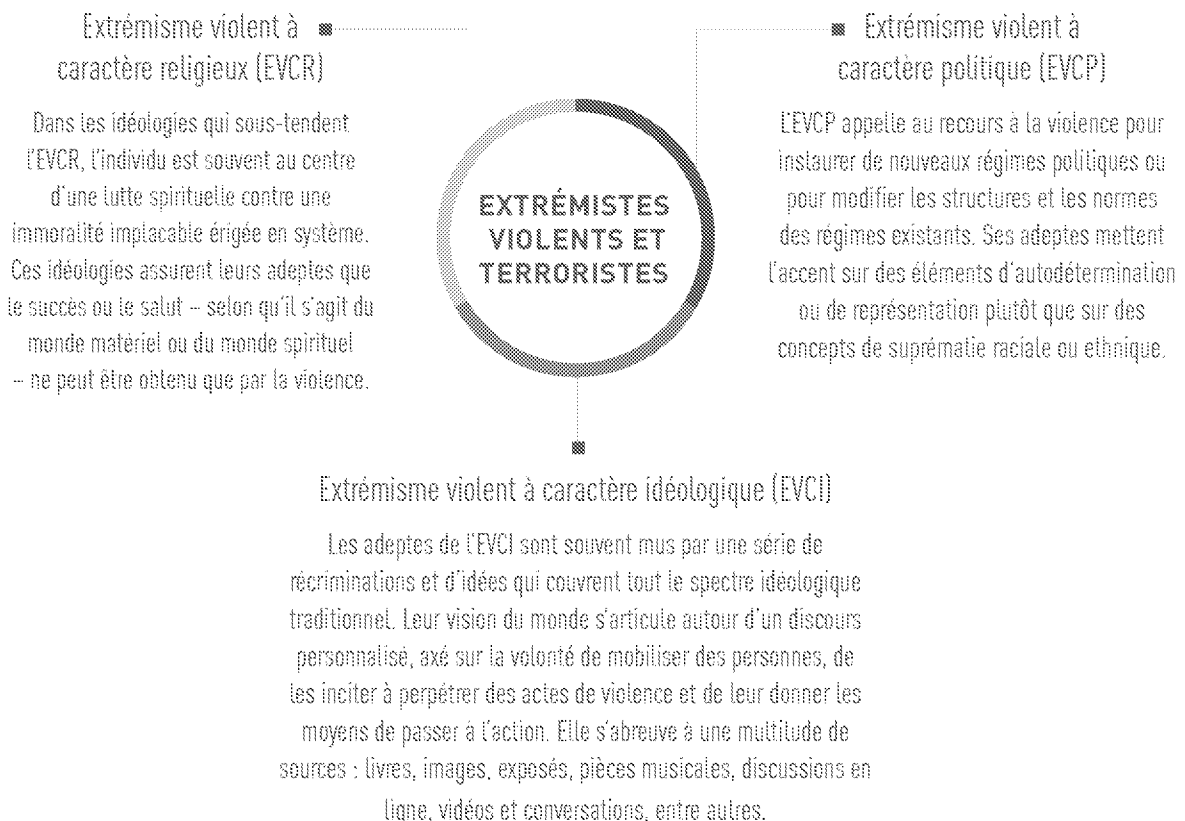 Extrémisme violent à
caractère religieux (EVCR)
Dans les idéologies qui sous-tendent
l'EVCR, l'individu est souvent au centre
d'une lutte spirituelle contre une
immoralité implacable érigée en système.
Ces idéologies assurent leurs adeptes que
le succès ou le salut – selon qu'il s'agit du
monde matériel ou du monde spirituel
– ne peut être obtenu que par la violence.
EXTRÉMISTES
VIOLENTS ET
TERRORISTES
Extrémisme violent à
caractère politique (EVCP)
L'EVCP appelle au recours à la violence pour
instaurer de nouveaux régimes politiques ou
pour modifier les structures et les normes
des régimes existants. Ses adeptes mettent
l'accent sur des éléments d'autodétermination
ou de représentation plutôt que sur des
concepts de suprématie raciale ou ethnique.
Extrémisme violent à caractère idéologique (EVCI)
Les adeptes de l'EVCI sont souvent mus par une série de
récriminations et d'idées qui couvrent tout le spectre idéologique
traditionnel. Leur vision du monde s'articule autour d'un discours
personnalisé, axé sur la volonté de mobiliser des personnes, de
les inciter à perpétrer des actes de violence et de leur donner les
moyens de passer à l'action. Elle s'abreuve à une multitude de
sources : livres, images, exposés, pièces musicales, discussions en
ligne, vidéos et conversations, entre autres.